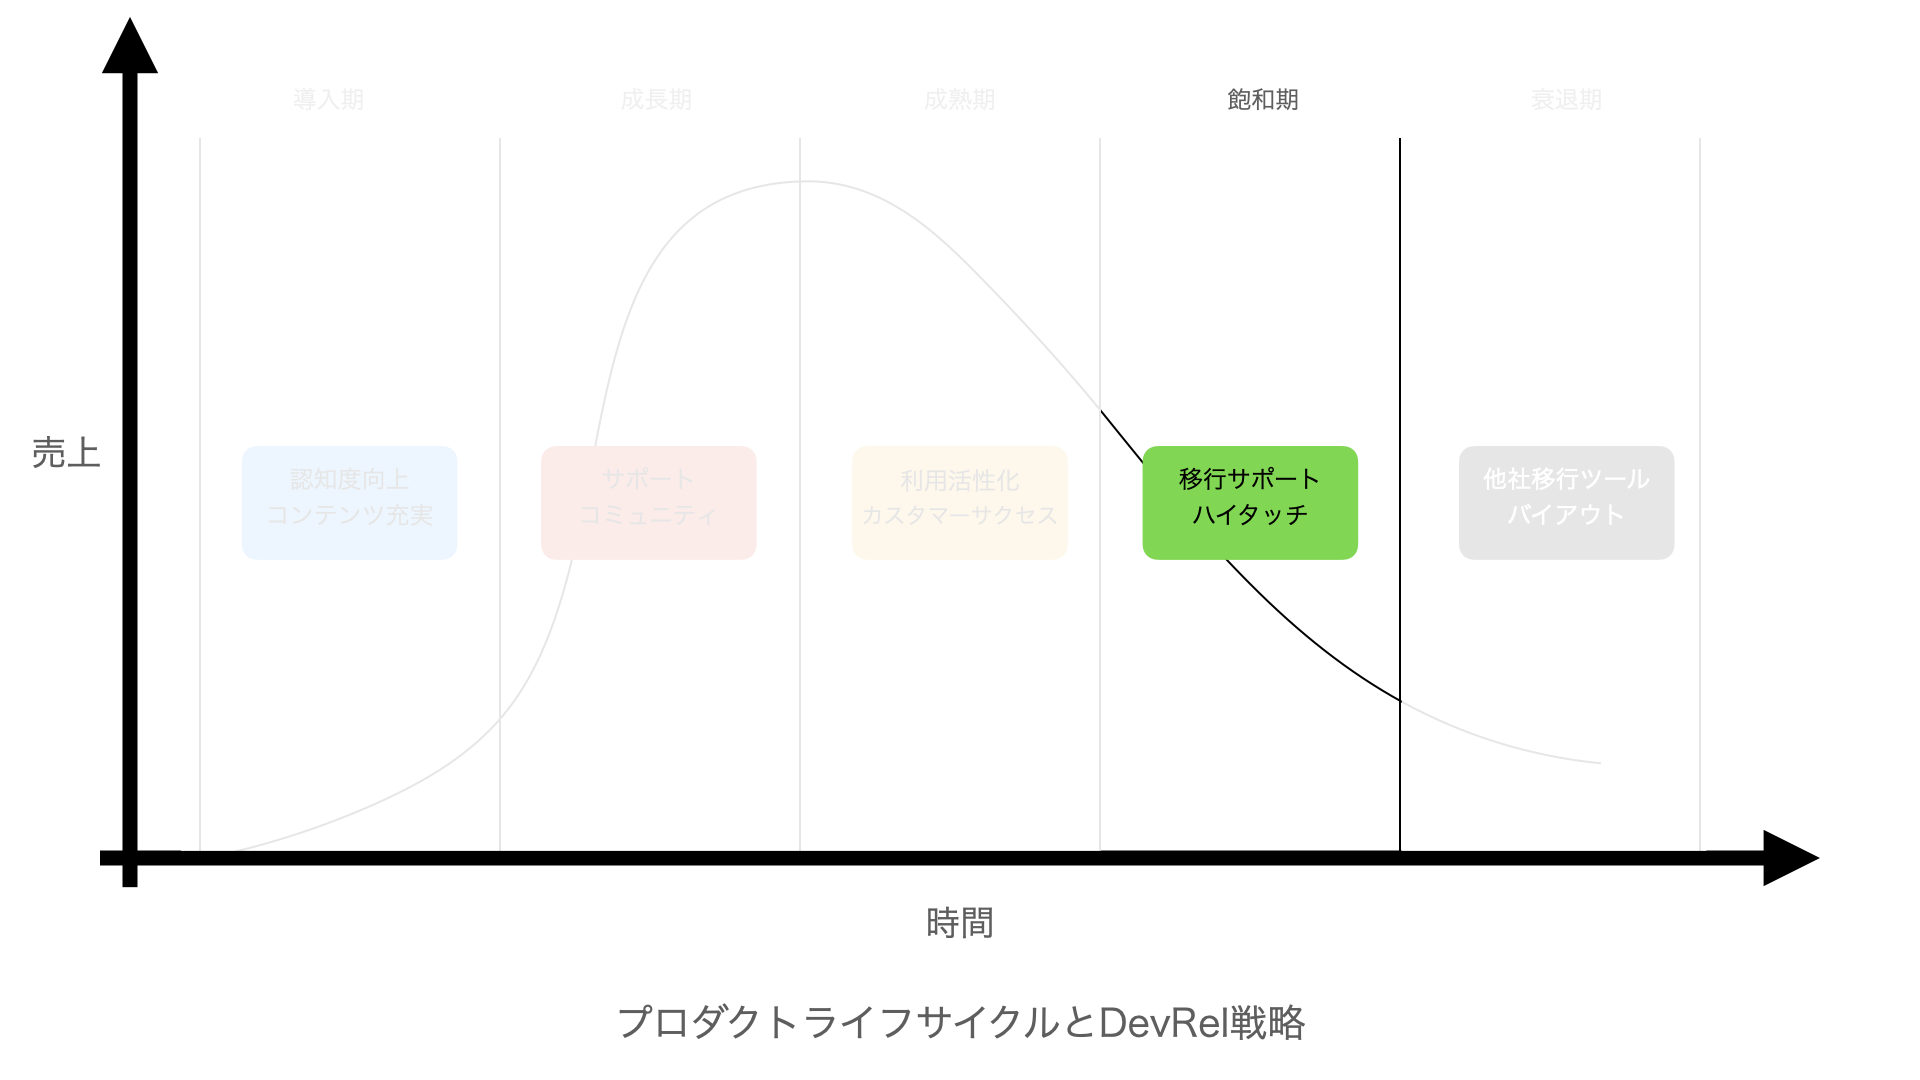 導入期
成長期
成熟期
飽和期
衰退期
売上
認知度向上
コンテンツ充実
サポート
コミュニティ
利用活性化
カスタマーサクセス
移行サポート
ハイタッチ
他社移行ツール
バイアウト
時間
プロダクトライフサイクルとDevRel戦略